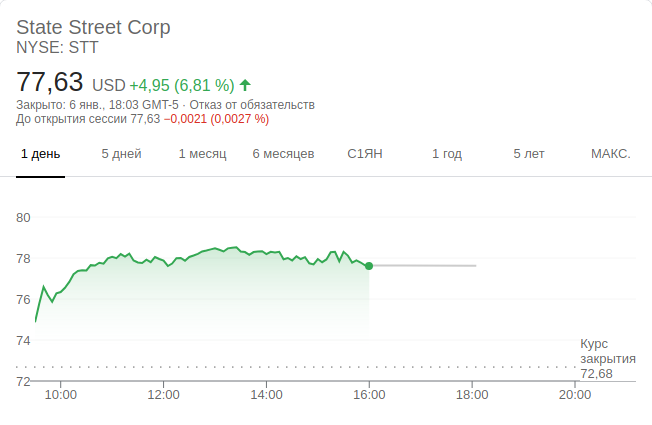 State Street Corp
NYSE: STT
77,63 USD +4,95 (6,81 %)
Закрыто: 6 янв., 18:03 GMT-5 · Отказ от обязательств
До открытия сессии 77,63 −0,0021 (0,0027 %)
1 день 5 дней 1 месяц 6 месяцев С1ЯН 1 год 5 лет МАКС.
80
78
76
74
Курс
закрытия
72,68
72
10:00 12:00 14:00 16:00 18:00 20:00